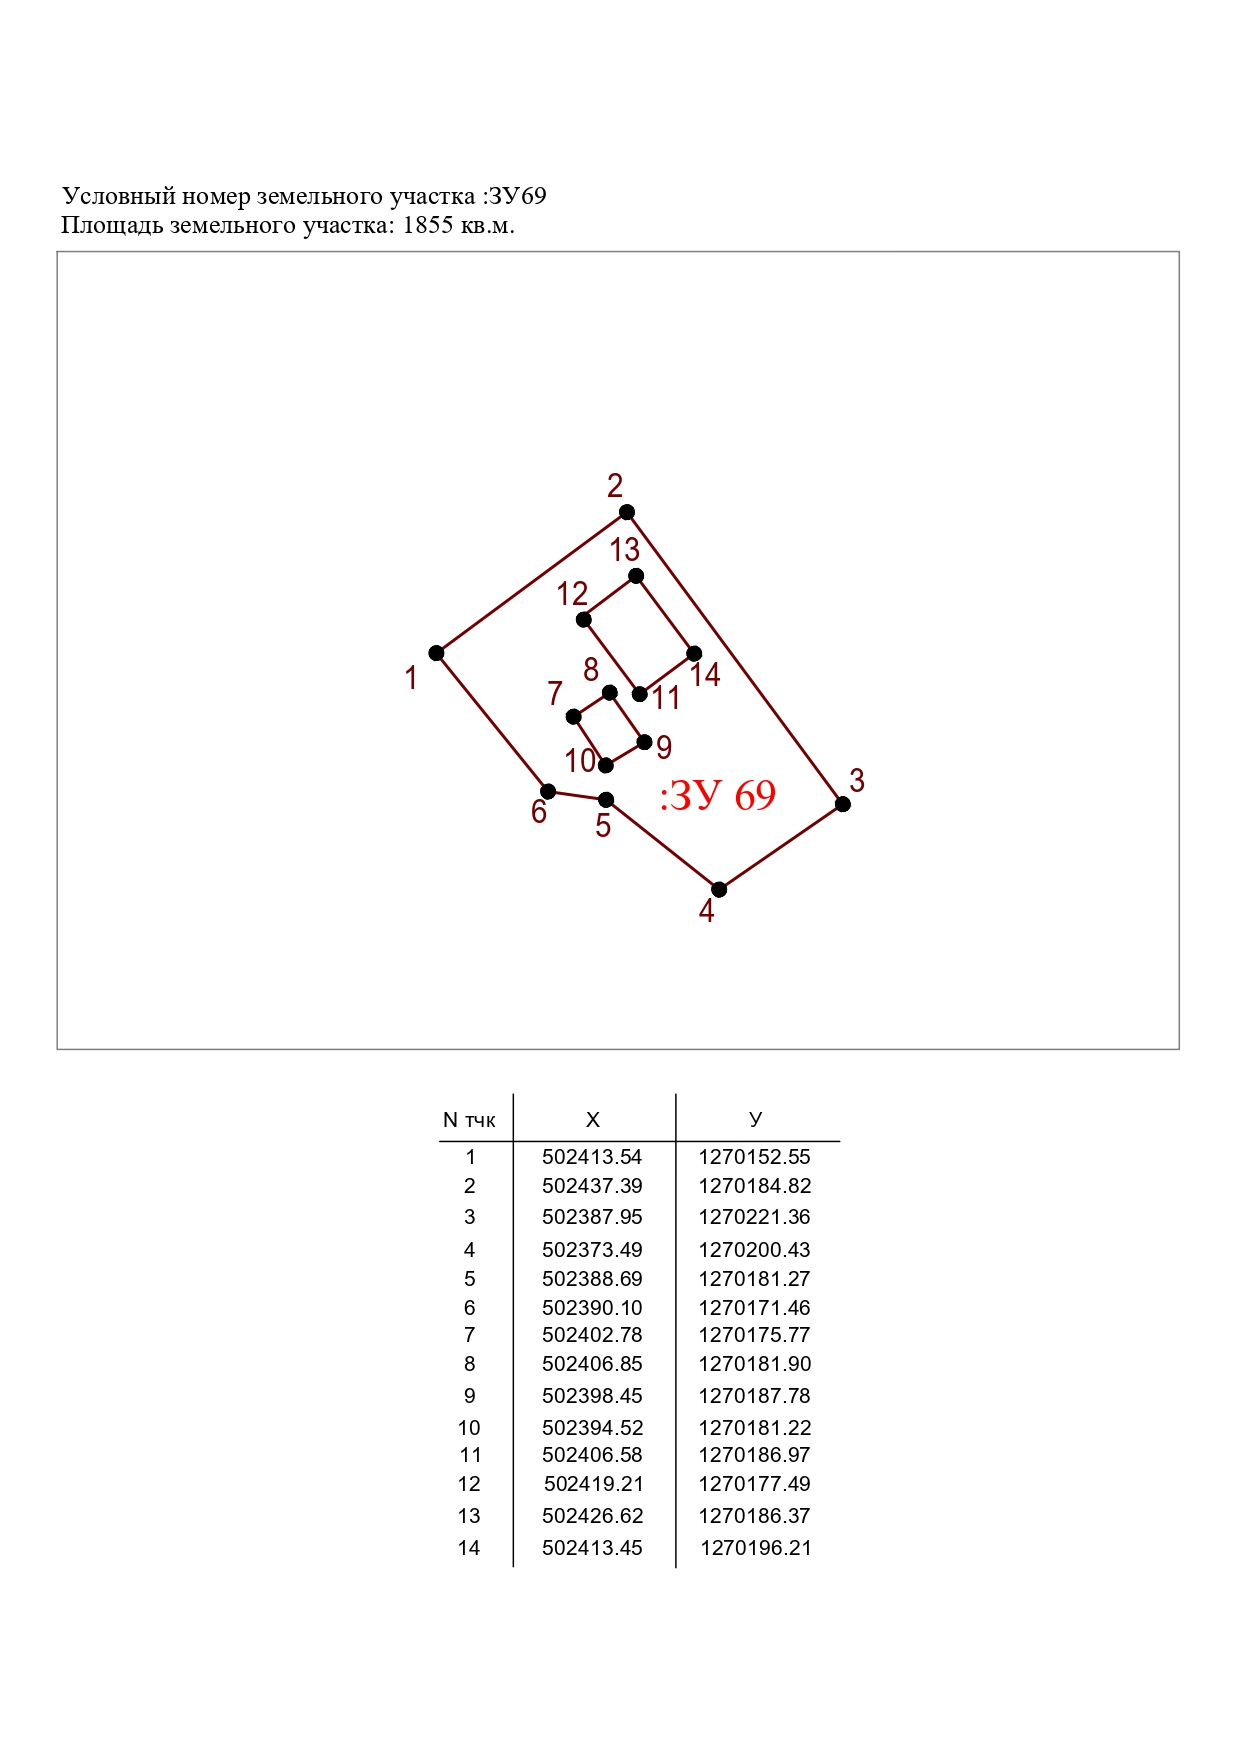 Условный номер земельного участка :ЗУ69
Площадь земельного участка: 1855 кв.м.
2
13
12
1
8
14
7
11
9
10
:ЗУ 69
3
6
5
4
N тчк X У
1 502413.54 1270152.55
2 502437.39 1270184.82
3 502387.95 1270221.36
4 502373.49 1270200.43
5 502388.69 1270181.27
6 502390.10 1270171.46
7 502402.78 1270175.77
8 502406.85 1270181.90
9 502398.45 1270187.78
10 502394.52 1270181.22
11 502406.58 1270186.97
12 502419.21 1270177.49
13 502426.62 1270186.37
14 502413.45 1270196.21